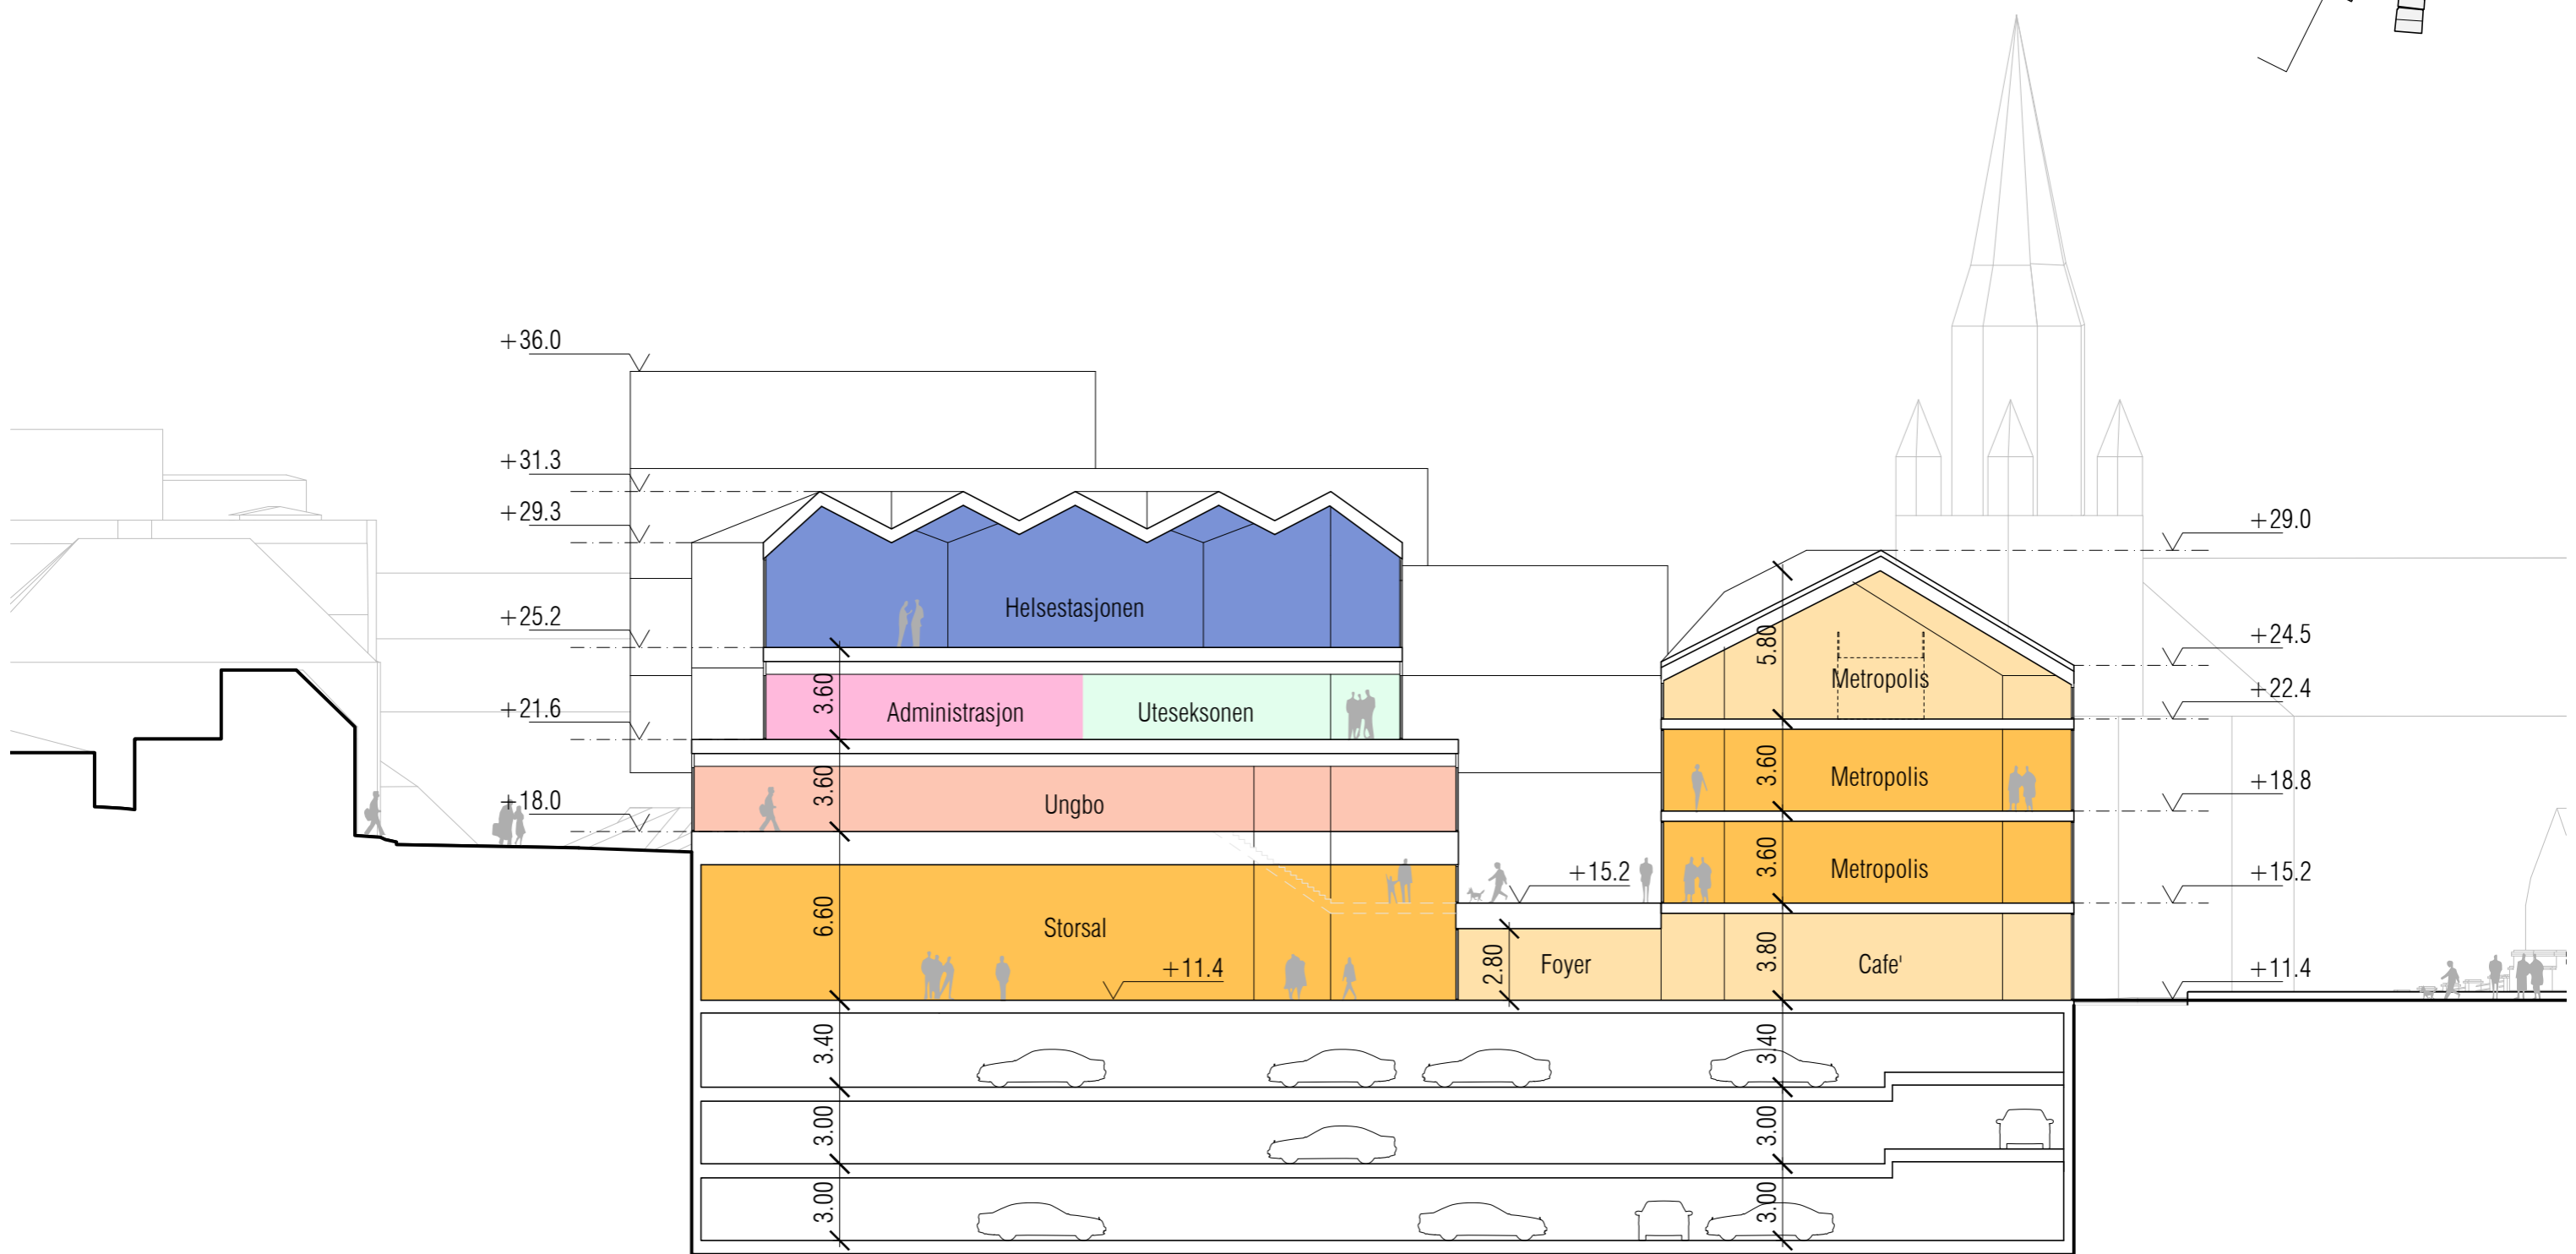 +36.0
+31.3
+29.3
+29.0
Helsestasjonen
+25.2
5.80
+24.5
Metropolis
+22.4
3.60
Administrasjon
Uteseksonen
+21.6
3.60
Metropolis
+18.8
3.60
Ungbo
+18.0
3.60
Metropolis
+15.2
+15.2
6.60
Storsal
+11.4
2.80
Foyer
3.80
Cafe'
+11.4
3.40
3.40
3.00
3.00
3.00
3.00